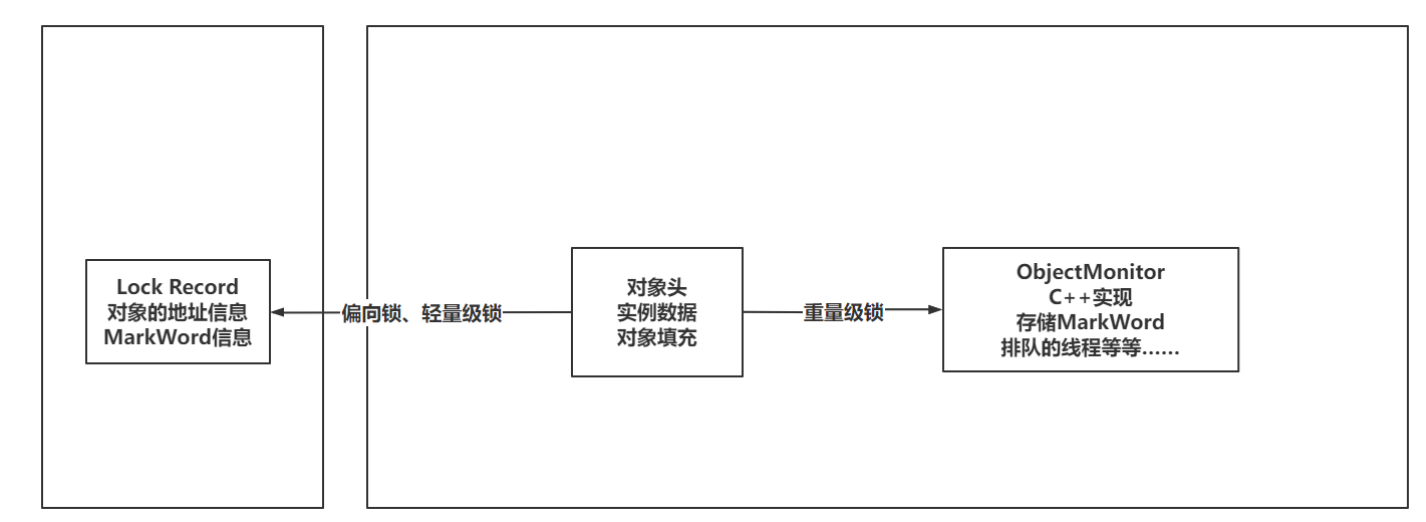 Lock Record
对象的地址信息
MarkWord信息
偏向锁、轻量级锁
对象头
实例数据
对象填充
重量级锁
ObjectMonitor
C++实现
存储MarkWord
排队的线程等等……